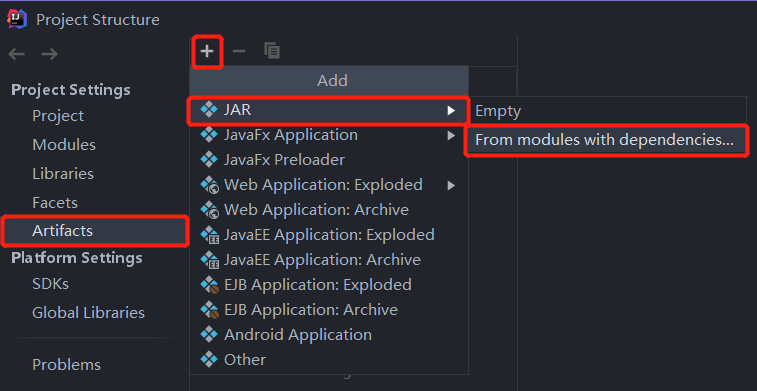 Project Structure
Project Settings
Project
Modules
Libraries
Facets
Artifacts
Platform Settings
SDKs
Global Libraries
Problems
Add
JAR
JavaFx Application
JavaFx Preloader
Web Application: Exploded
Web Application: Archive
JavaEE Application: Exploded
JavaEE Application: Archive
EJB Application: Exploded
EJB Application: Archive
Android Application
Other
Empty
From modules with dependencies...